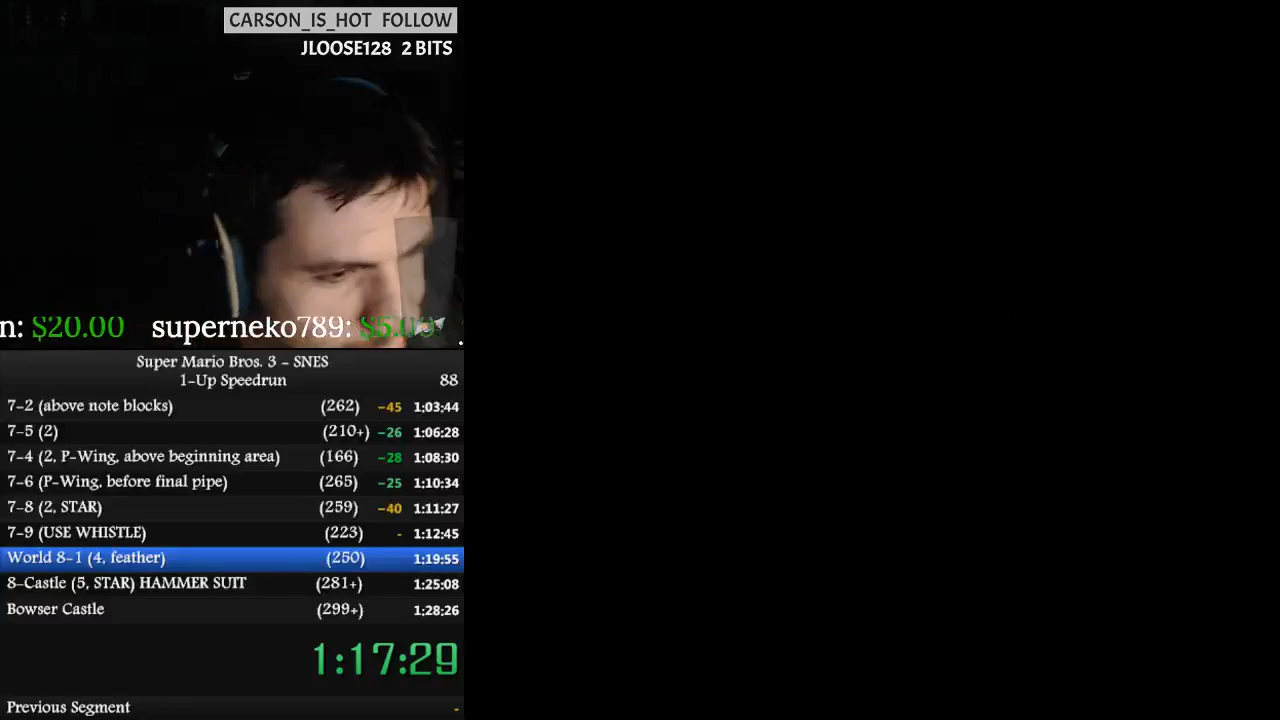 CARSON_IS_HOT FOLLOW
JLOOSE128 2 BITS
n: $20.00 superneko789: $5.00
Super Mario Bros. 3 - SNES
1-Up Speedrun 88
7-2 (above note blocks) (262) -45 1:03:44
7-5 (2) (210+) -26 1:06:28
7-4 (2, P-Wing, above beginning area) (166) -28 1:08:30
7-6 (P-Wing, before final pipe) (265) -25 1:10:34
7-8 (2, STAR) (259) -40 1:11:27
7-9 (USE WHISTLE) (223) - 1:12:45
World 8-1 (4, feather) (250) 1:19:55
8-Castle (5, STAR) HAMMER SUIT (281+) 1:25:08
Bowser Castle (299+) 1:28:26
1:17:29
Previous Segment -